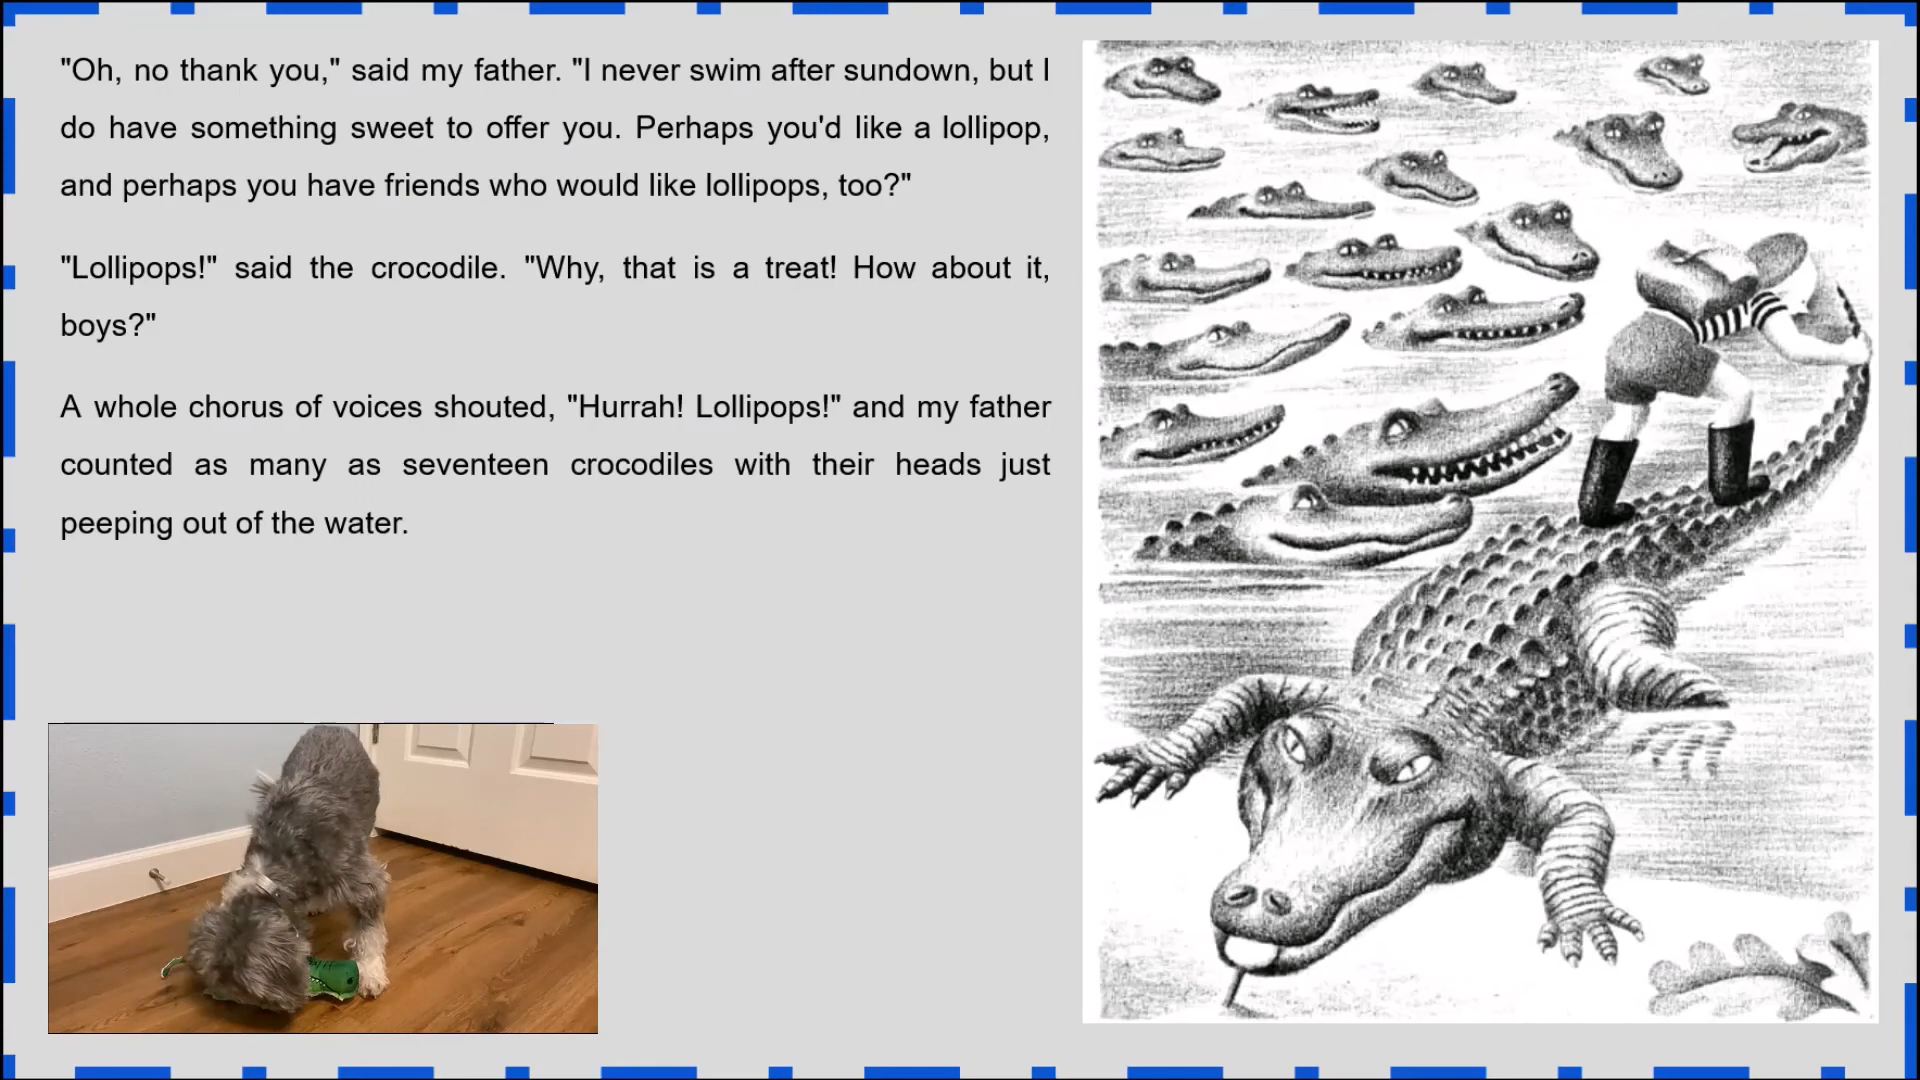 "Oh, no thank you," said my father. "I never swim after sundown, but I
do have something sweet to offer you. Perhaps you'd like a lollipop,
and perhaps you have friends who would like lollipops, too?"
"Lollipops!" said the crocodile. "Why, that is a treat! How about it,
boys?"
A whole chorus of voices shouted, "Hurrah! Lollipops!" and my father
counted as many as seventeen crocodiles with their heads just
peeping out of the water.